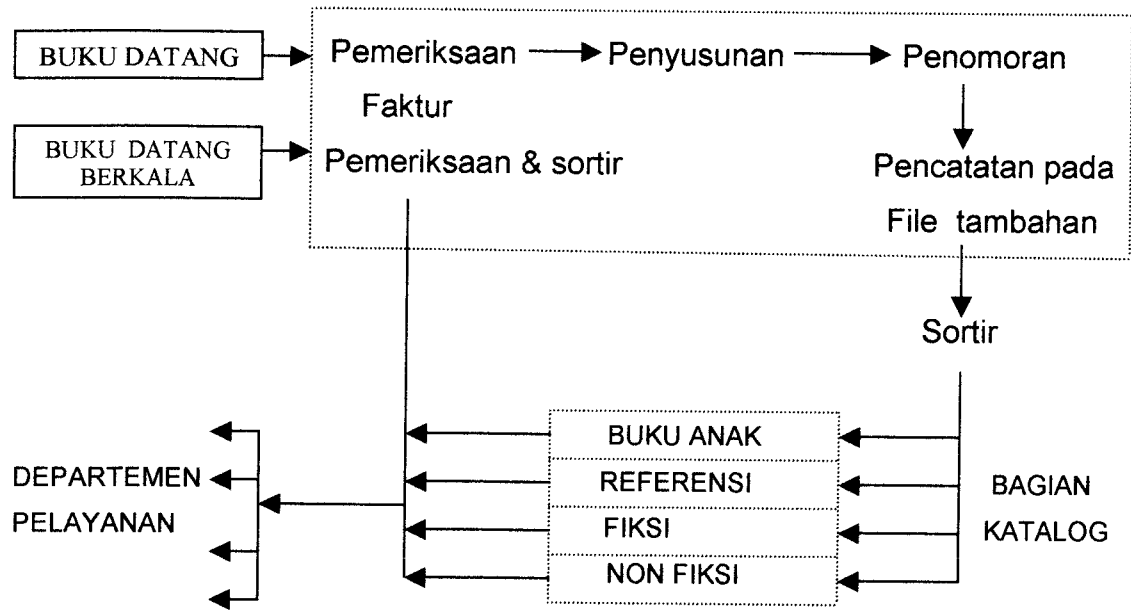 BUKU DATANG
Pemeriksaan
Penyusunan
Penomoran
Faktur
BUKU DATANG
BERKALA
Pemeriksaan & sortir
Pencatatan pada
File tambahan
Sortir
BUKU ANAK
REFERENSI
FIKSI
NON FIKSI
DEPARTEMEN
PELAYANAN
BAGIAN
KATALOG